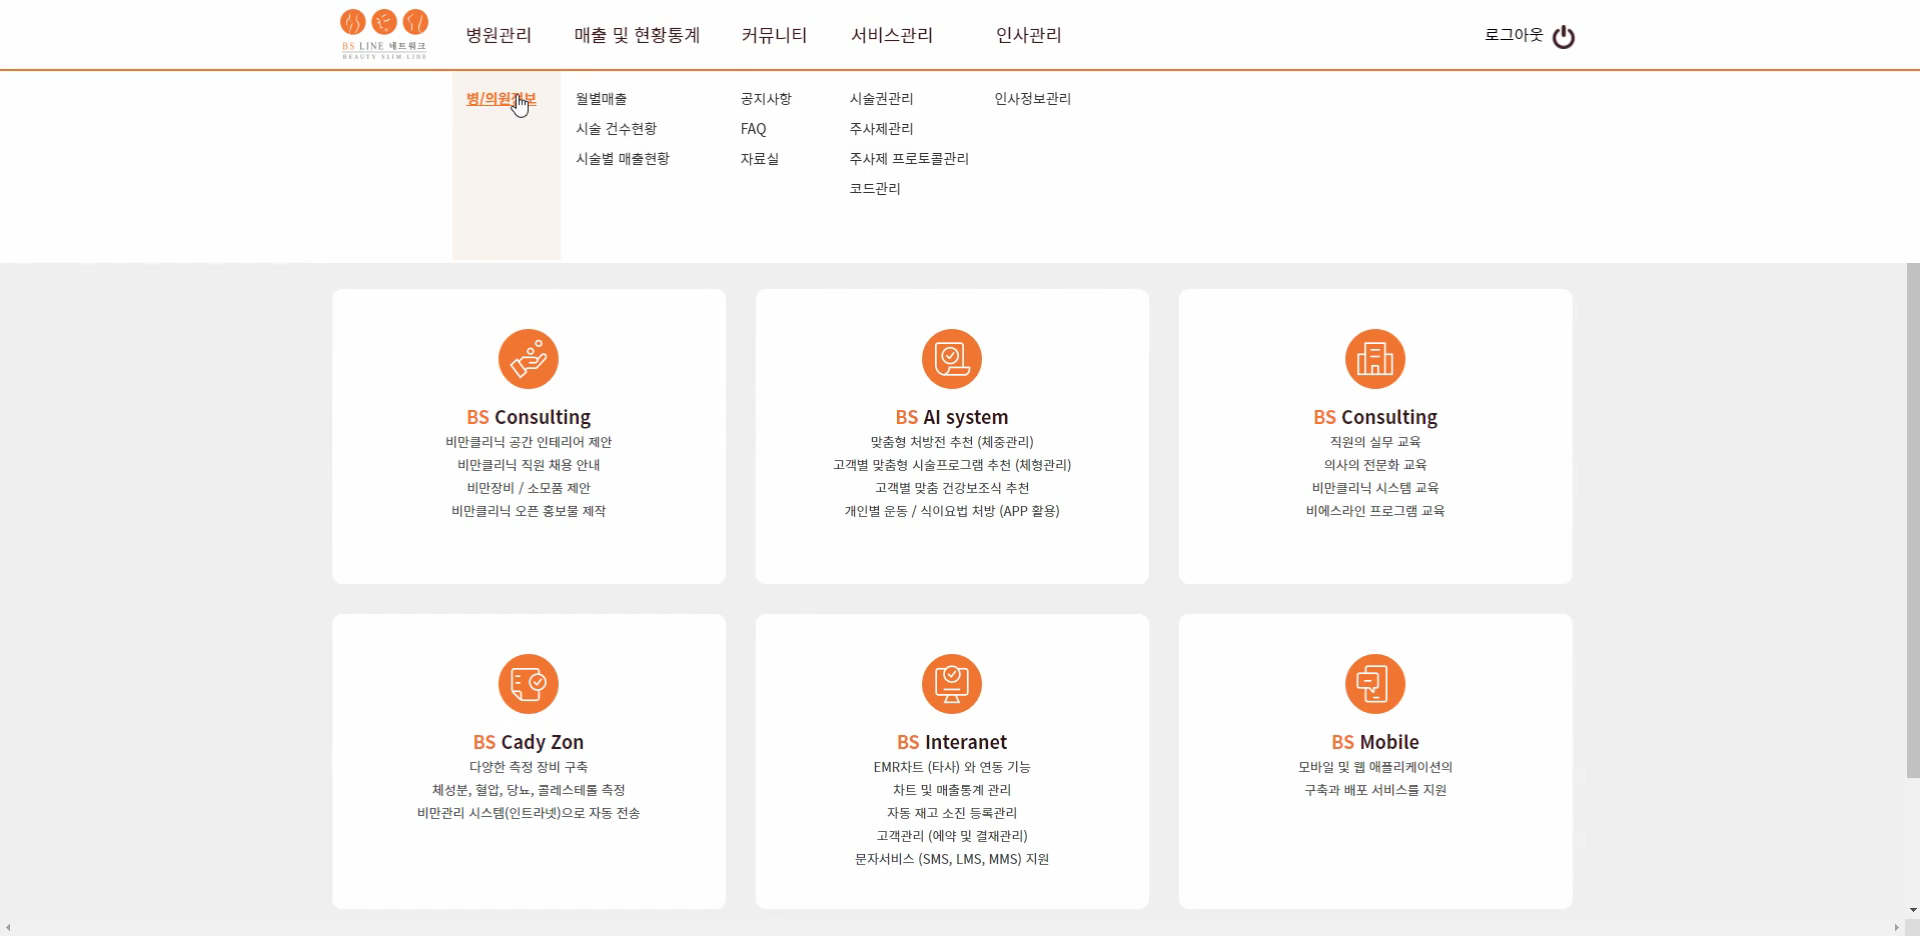 BS LINE 네트워크
BEAUTY SLIM LINE
병원관리
매출 및 현황통계
커뮤니티
서비스관리
인사관리
로그아웃
병/의원정보
월별매출
시술 건수현황
시술별 매출현황
공지사항
FAQ
자료실
시술권관리
주사제관리
주사제 프로토콜관리
코드관리
인사정보관리
BS Consulting
비만클리닉 공간 인테리어 제안
비만클리닉 직원 채용 안내
비만장비 / 소모품 제안
비만클리닉 오픈 홍보물 제작
BS AI system
맞춤형 처방전 추천 (체중관리)
고객별 맞춤형 시술프로그램 추천 (체형관리)
고객별 맞춤 건강보조식 추천
개인별 운동 / 식이요법 처방 (APP 활용)
BS Consulting
직원의 실무 교육
의사의 전문화 교육
비만클리닉 시스템 교육
비에스라인 프로그램 교육
BS Cady Zon
다양한 측정 장비 구축
체성분, 혈압, 당뇨, 콜레스테롤 측정
비만관리 시스템(인트라넷)으로 자동 전송
BS Interanet
EMR차트 (타사) 와 연동 기능
차트 및 매출통계 관리
자동 재고 소진 등록관리
고객관리 (예약 및 결재관리)
문자서비스 (SMS, LMS, MMS) 지원
BS Mobile
모바일 및 웹 애플리케이션의
구축과 배포 서비스를 지원